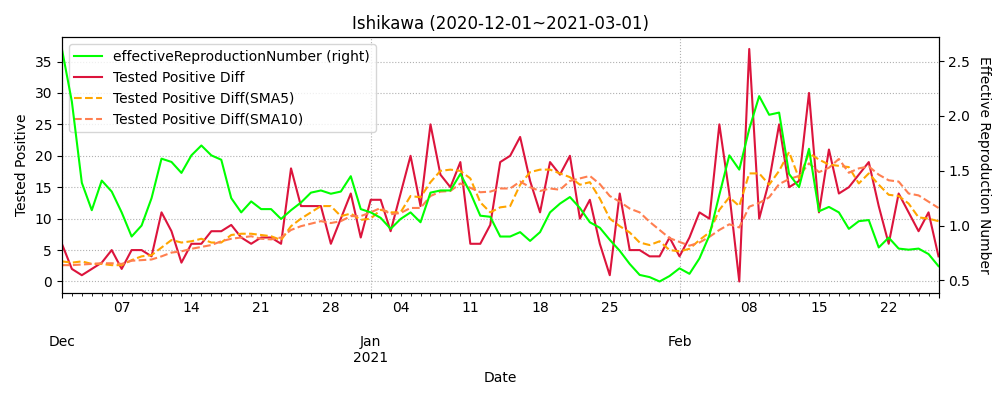 Ishikawa (2020-12-01~2021-03-01)
effectiveReproductionNumber (right)
Tested Positive Diff
Tested Positive Diff(SMA5)
Tested Positive Diff(SMA10)
Tested Positive
35
30
25
20
15
10
5
0
2.5
2.0
1.5
1.0
0.5
Effective Reproduction Number
07 14 21 28 04 11 18 25 08 15 22
Dec Jan Feb
2021
Date